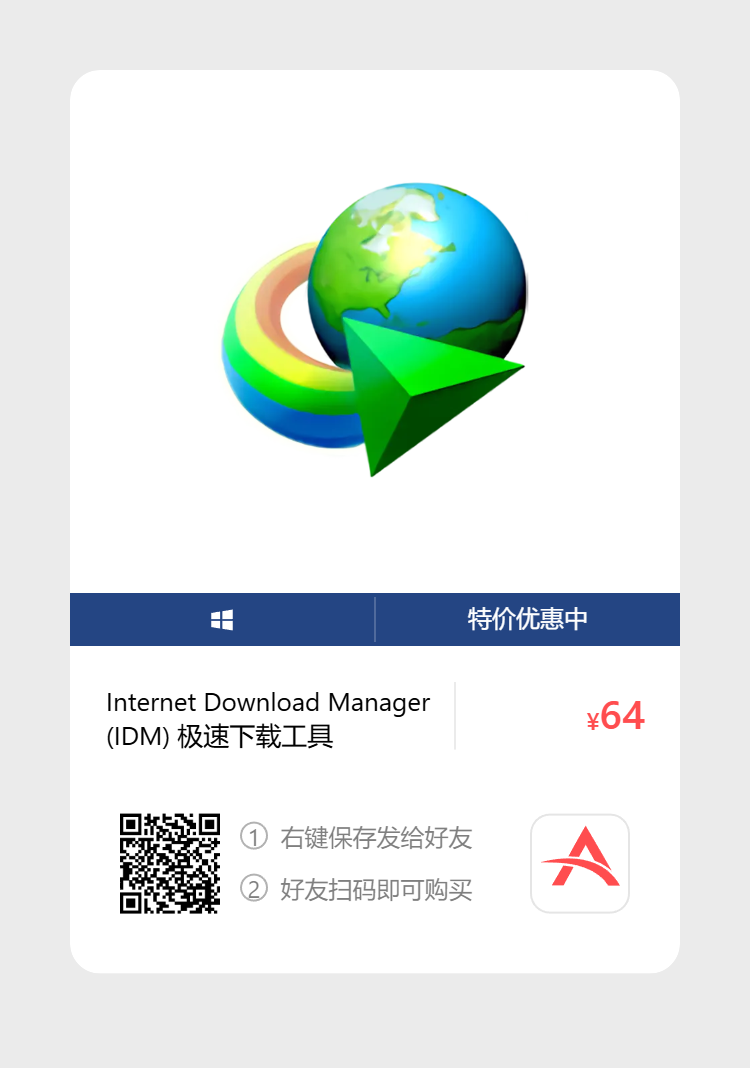 特价优惠中
Internet Download Manager
(IDM) 极速下载工具
¥64
① 右键保存发给好友
② 好友扫码即可购买